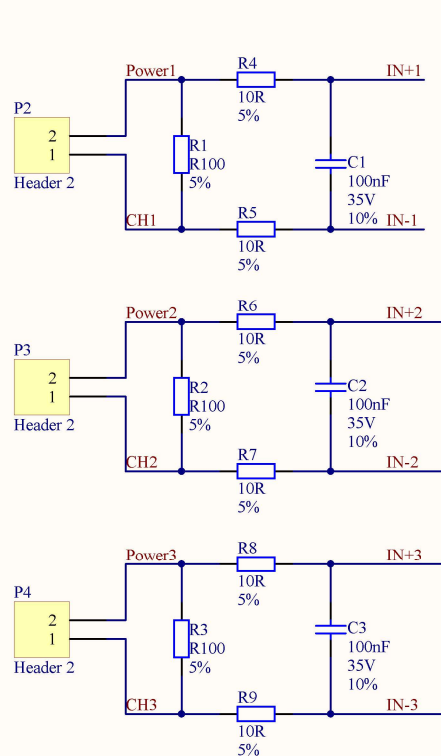 R4
Power1
IN+1
10R
5%
P2
2
1
Header 2
R1
R100
5%
C1
100nF
35V
10%
CH1
R5
IN-1
10R
5%
R6
Power2
IN+2
10R
5%
P3
2
1
Header 2
R2
R100
5%
C2
100nF
35V
10%
CH2
R7
IN-2
10R
5%
R8
Power3
IN+3
10R
5%
P4
2
1
Header 2
R3
R100
5%
C3
100nF
35V
10%
CH3
R9
IN-3
10R
5%